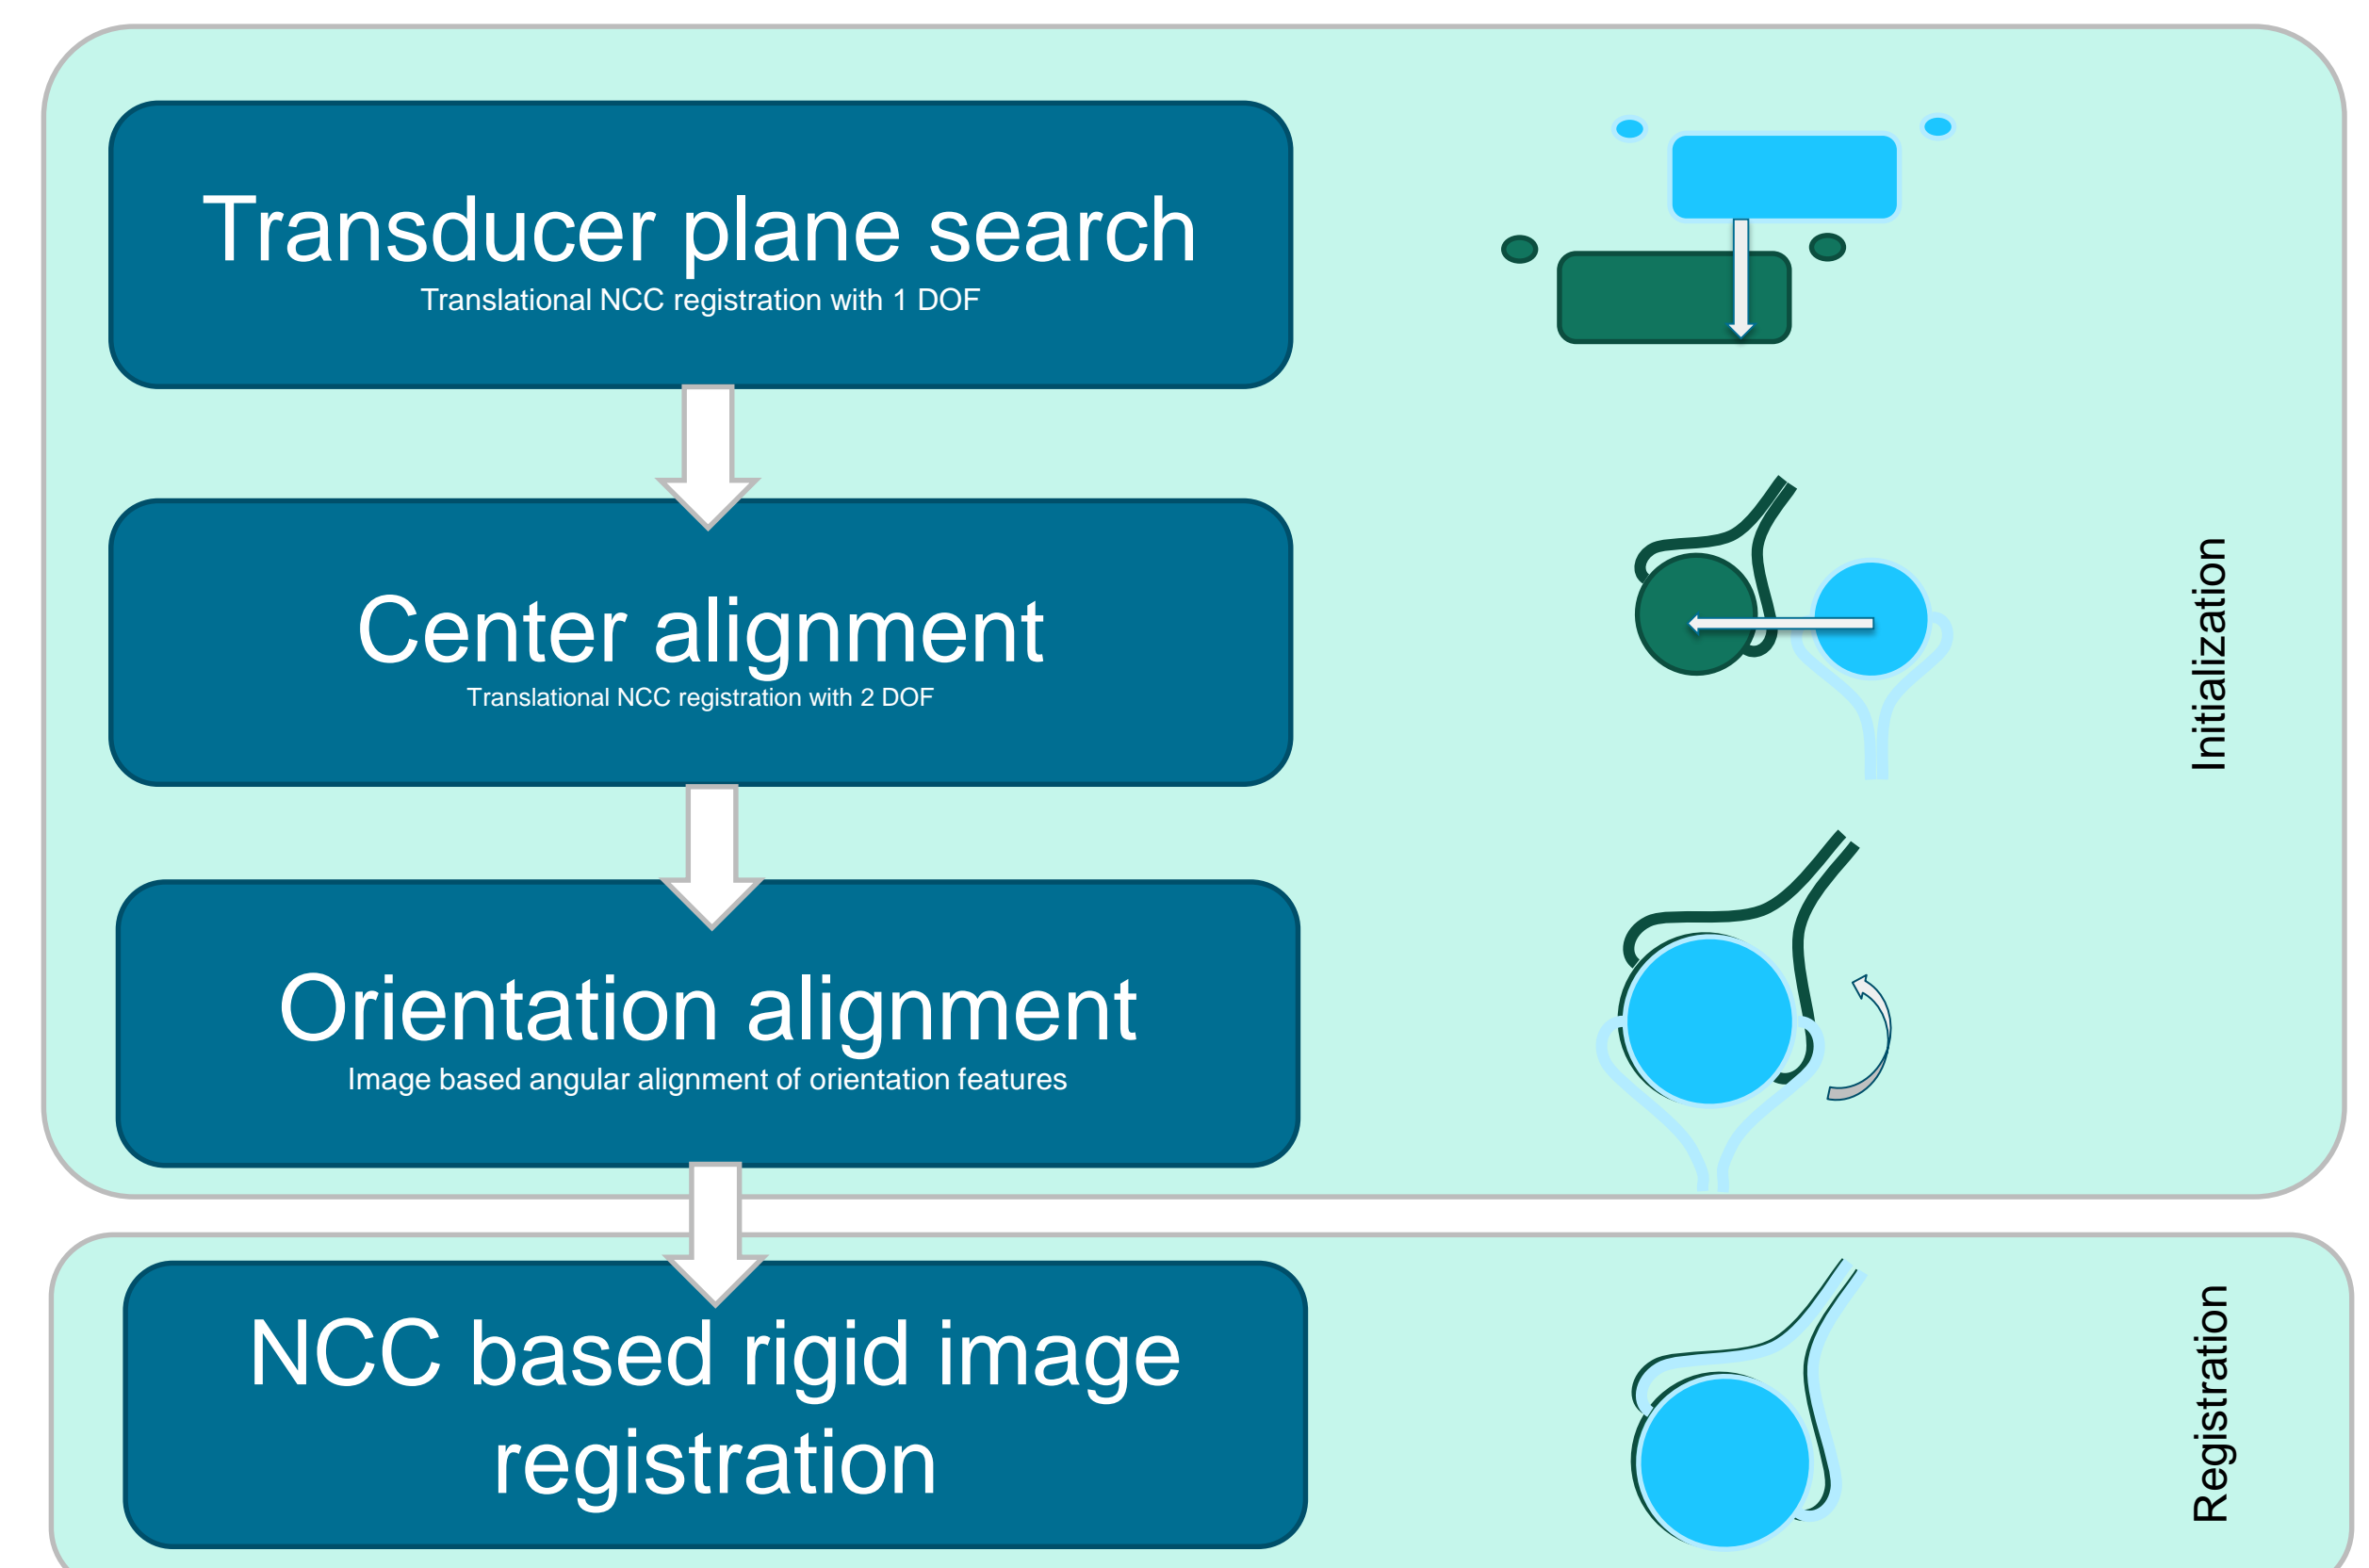 Transducer plane search
Translational NCC registration with 1 DOF
Center alignment
Translational NCC registration with 2 DOF
Orientation alignment
Image based angular alignment of orientation features
Initialization
NCC based rigid image
registration
Registration